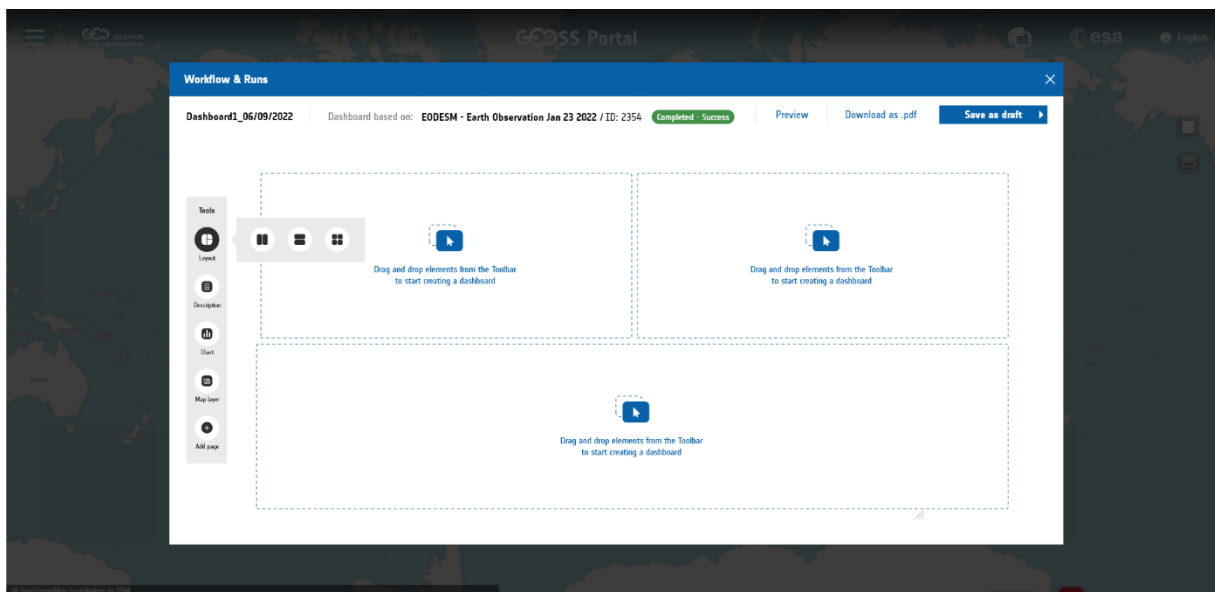 GEO GROUP ON
GEOSS Portal
esa
English
Workflow & Runs
Dashboard1_06/09/2022
Dashboard based on: EODESM - Earth Observation Jan 23 2022 / ID: 2354
Completed - Success
Preview
Download as .pdf
Save as draft
Tools
Layout
Description
Chart
Map layer
Add page
Drag and drop elements from the Toolbar
to start creating a dashboard
Drag and drop elements from the Toolbar
to start creating a dashboard
Drag and drop elements from the Toolbar
to start creating a dashboard